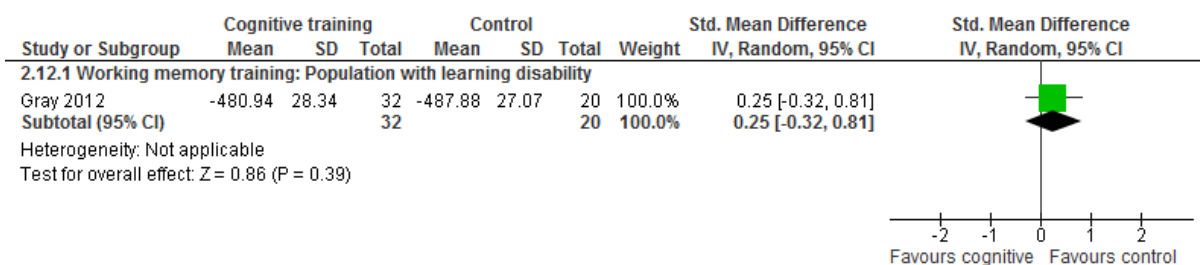 Cognitive training Control Std. Mean Difference Std. Mean Difference
Study or Subgroup Mean SD Total Mean SD Total Weight IV, Random, 95% CI IV, Random, 95% CI
2.12.1 Working memory training: Population with learning disability
Gray 2012 -480.94 28.34 32 -487.88 27.07 20 100.0% 0.25 [-0.32, 0.81]
Subtotal (95% CI) 32 20 100.0% 0.25 [-0.32, 0.81]
Heterogeneity: Not applicable
Test for overall effect: Z = 0.86 (P = 0.39)
-2 -1 0 1 2
Favours cognitive Favours control